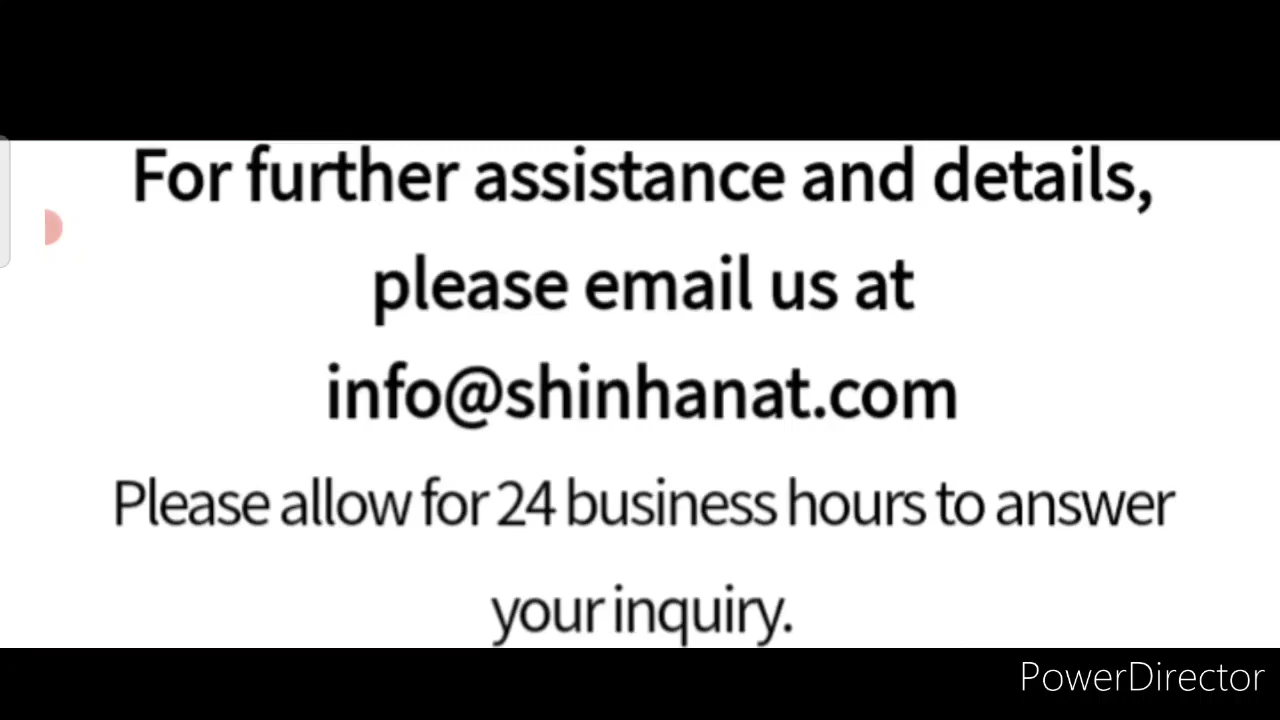 For further assistance and details,
please email us at
info@shinhanat.com
Please allow for 24 business hours to answer
your inquiry.
PowerDirector